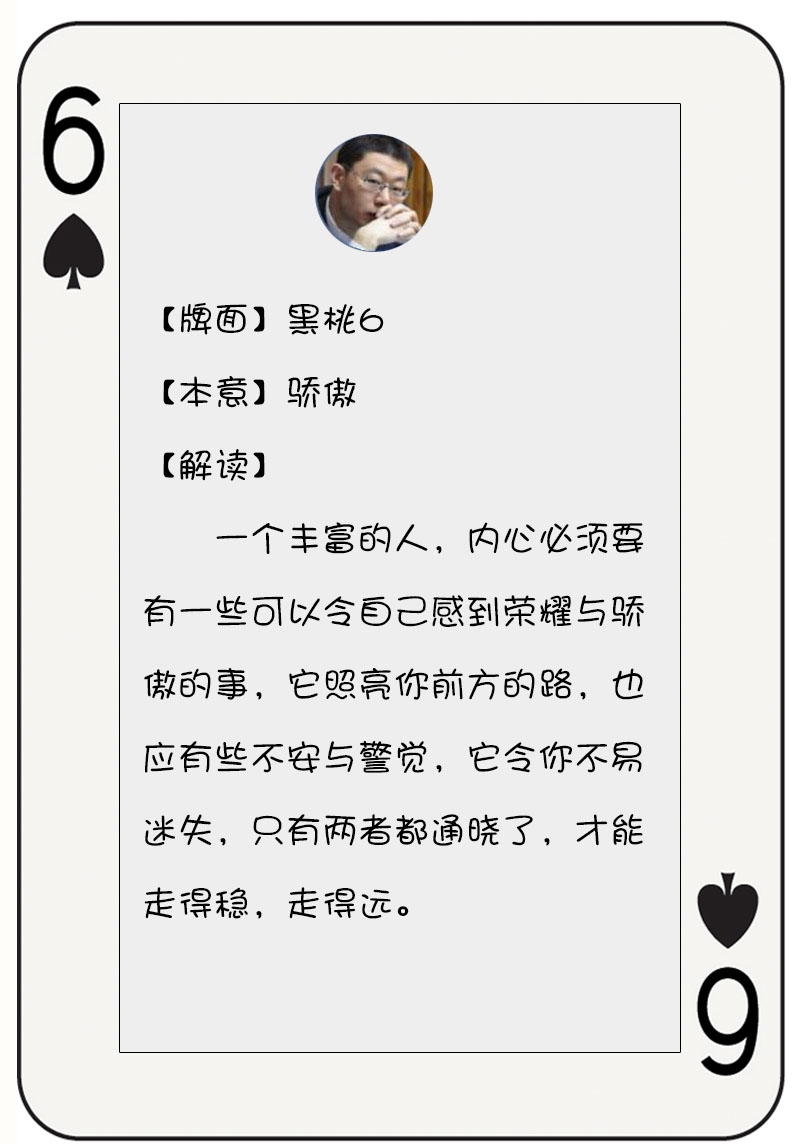 6
【牌面】黑桃6
【本意】骄傲
【解读】
一个丰富的人，内心必须要
有一些可以令自己感到荣耀与骄
傲的事，它照亮你前方的路，也
应有些不安与警觉，它令你不易
迷失，只有两者都通晓了，才能
走得稳，走得远。
6